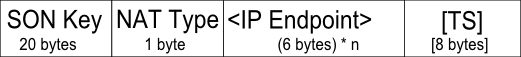 SON Key NAT Type <IP Endpoint> [TS]
20 bytes 1 byte (6 bytes) * n [8 bytes]